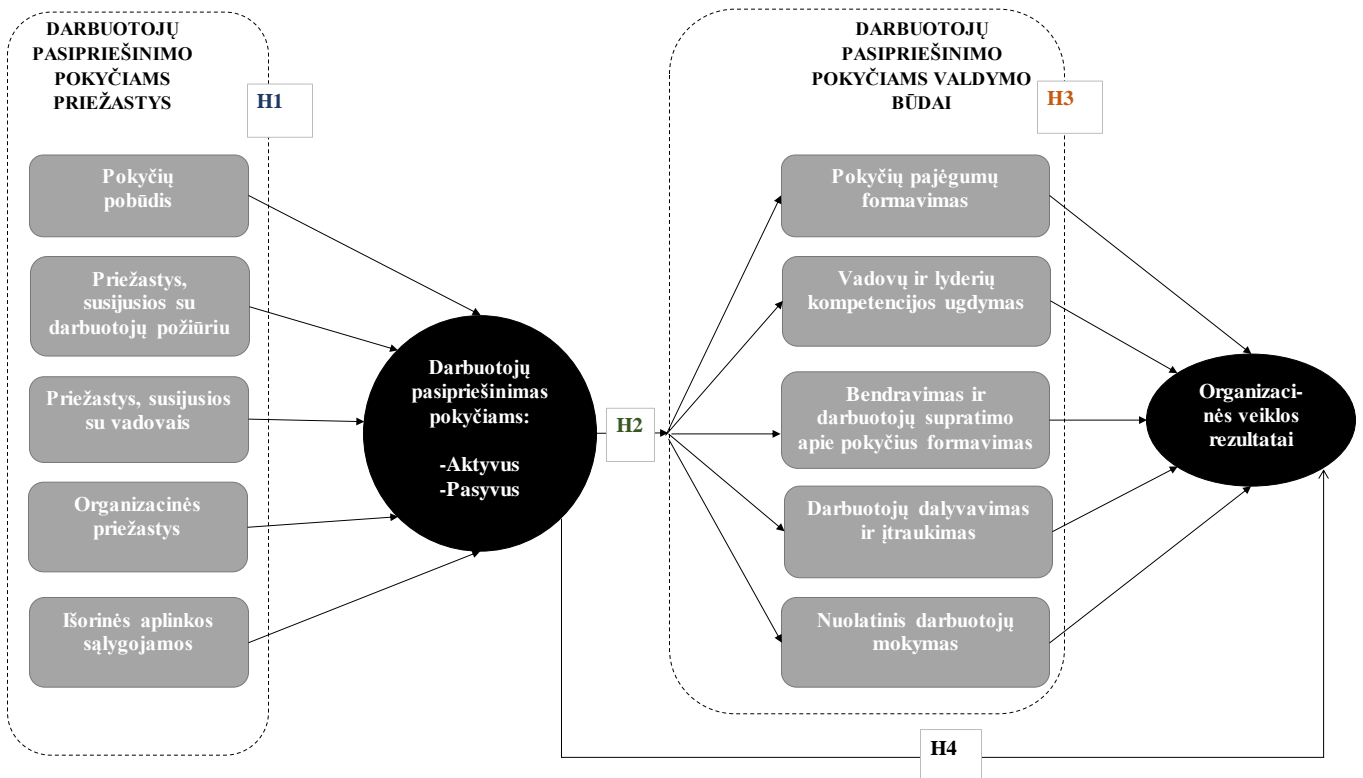 DARBUOTOJŲ
PASIPRIEŠINIMO
POKYČIAMS
PRIEŽASTYS
H1
Pokyčių
pobūdis
Priežastys,
susijusios su
darbuotojų požiūriu
Priežastys, susijusios
su vadovais
Organizacinės
priežastys
Išorinės aplinkos
sąlygojamos
Darbuotojų
pasipriešinimas
pokyčiams:
-Aktyvus
-Pasyvus
H2
DARBUOTOJŲ
PASIPRIEŠINIMO
POKYČIAMS VALDYMO
BŪDAI
H3
Pokyčių pajėgumų
formavimas
Vadovų ir lyderių
kompetencijos ugdymas
Bendravimas ir
darbuotojų supratimo
apie pokyčius formavimas
Darbuotojų dalyvavimas
ir įtraukimas
Nuolatinis darbuotojų
mokymas
Organizaci-
nės veiklos
rezultatai
H4